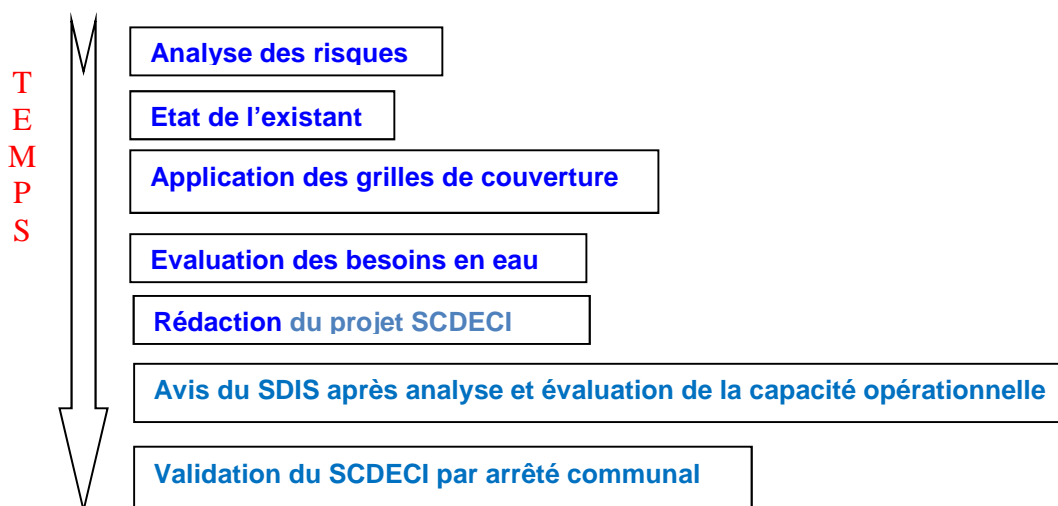 T
E
M
P
S
Analyse des risques
Etat de l'existant
Application des grilles de couverture
Evaluation des besoins en eau
Rédaction du projet SCDECI
Avis du SDIS après analyse et évaluation de la capacité opérationnelle
Validation du SCDECI par arrêté communal